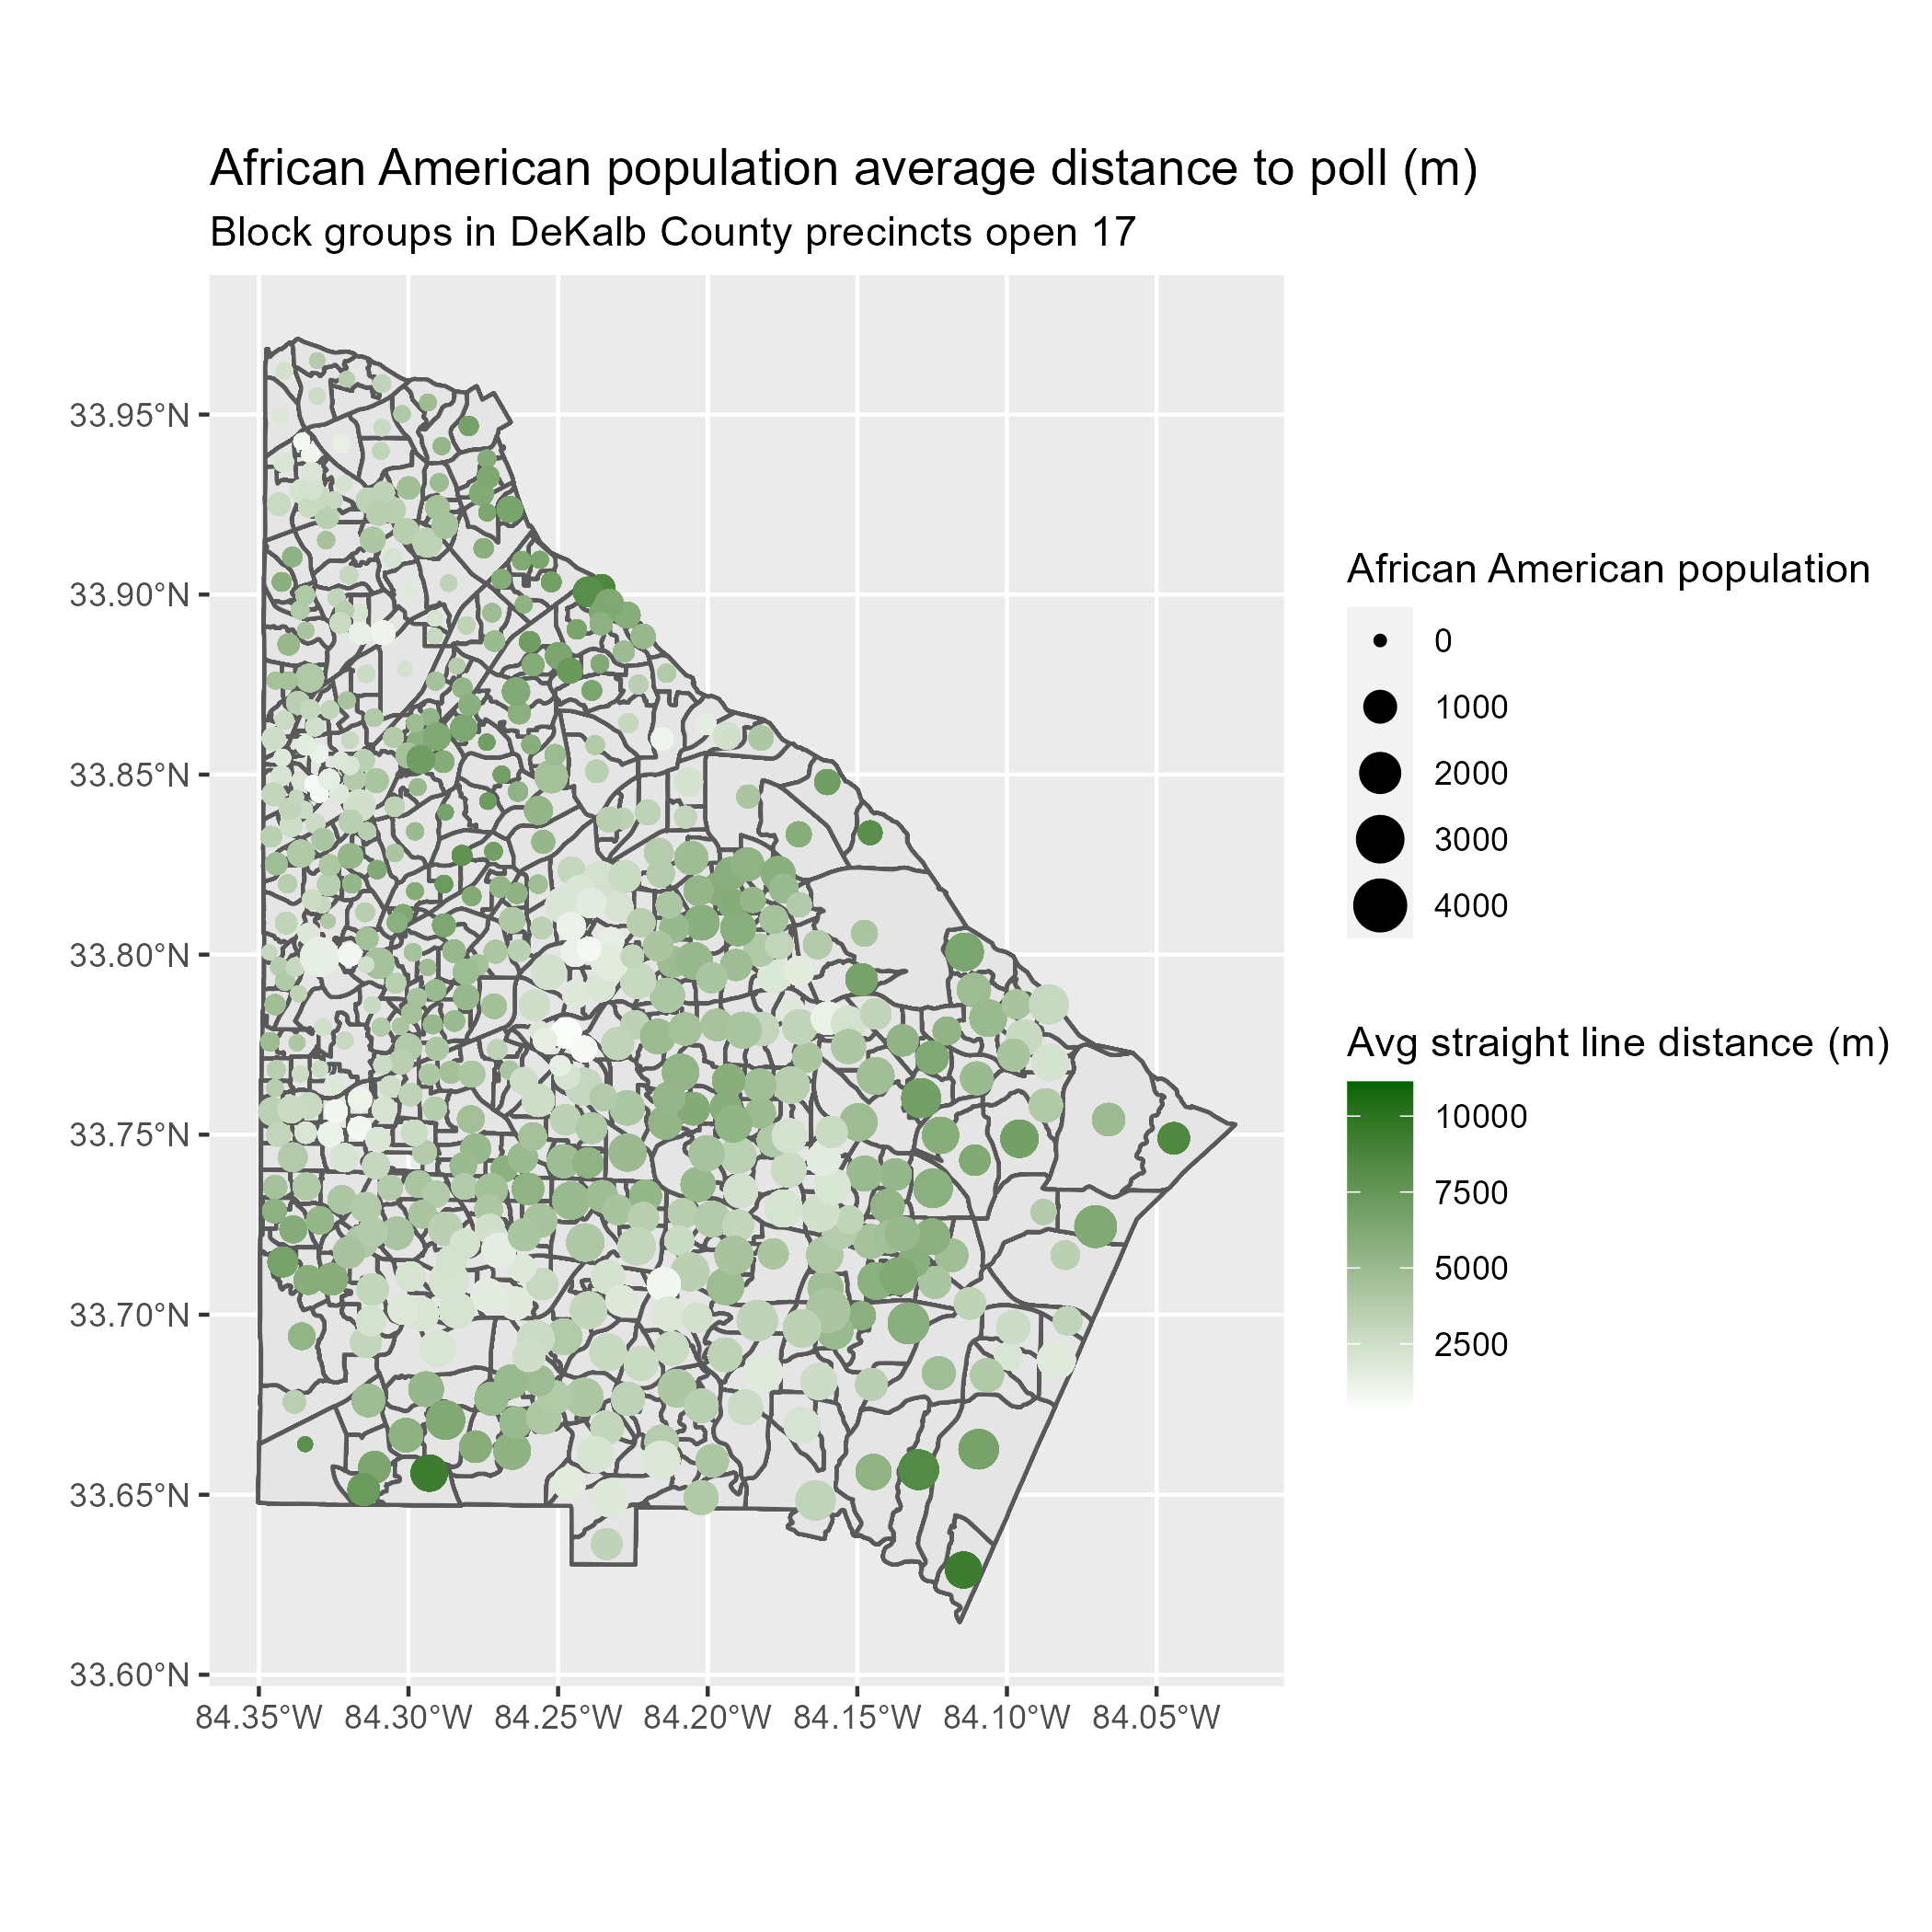 African American population average distance to poll (m)
Block groups in DeKalb County precincts open 17
33.95°N
33.90°N
33.85°N
33.80°N
33.75°N
33.70°N
33.65°N
33.60°N
84.35°W 84.30°W 84.25°W 84.20°W 84.15°W 84.10°W 84.05°W
African American population
0
1000
2000
3000
4000
Avg straight line distance (m)
10000
7500
5000
2500